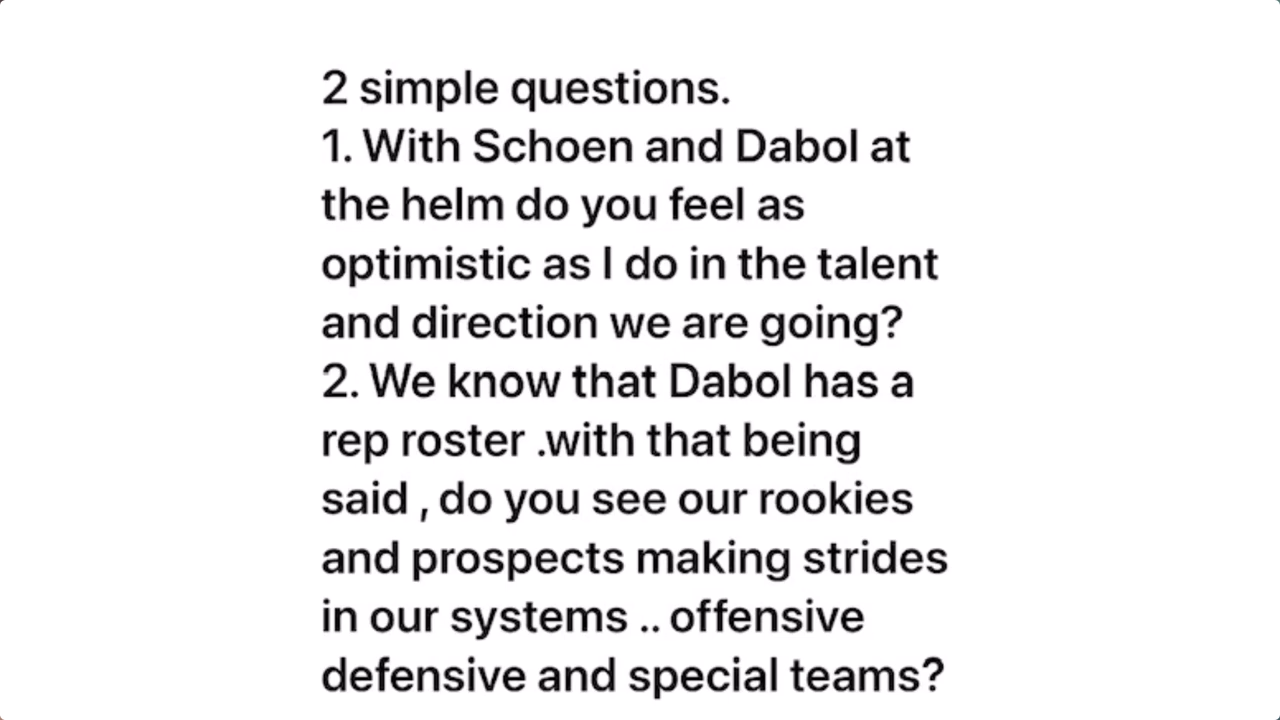 2 simple questions.
1. With Schoen and Dabol at
the helm do you feel as
optimistic as I do in the talent
and direction we are going?
2. We know that Dabol has a
rep roster .with that being
said , do you see our rookies
and prospects making strides
in our systems .. offensive
defensive and special teams?